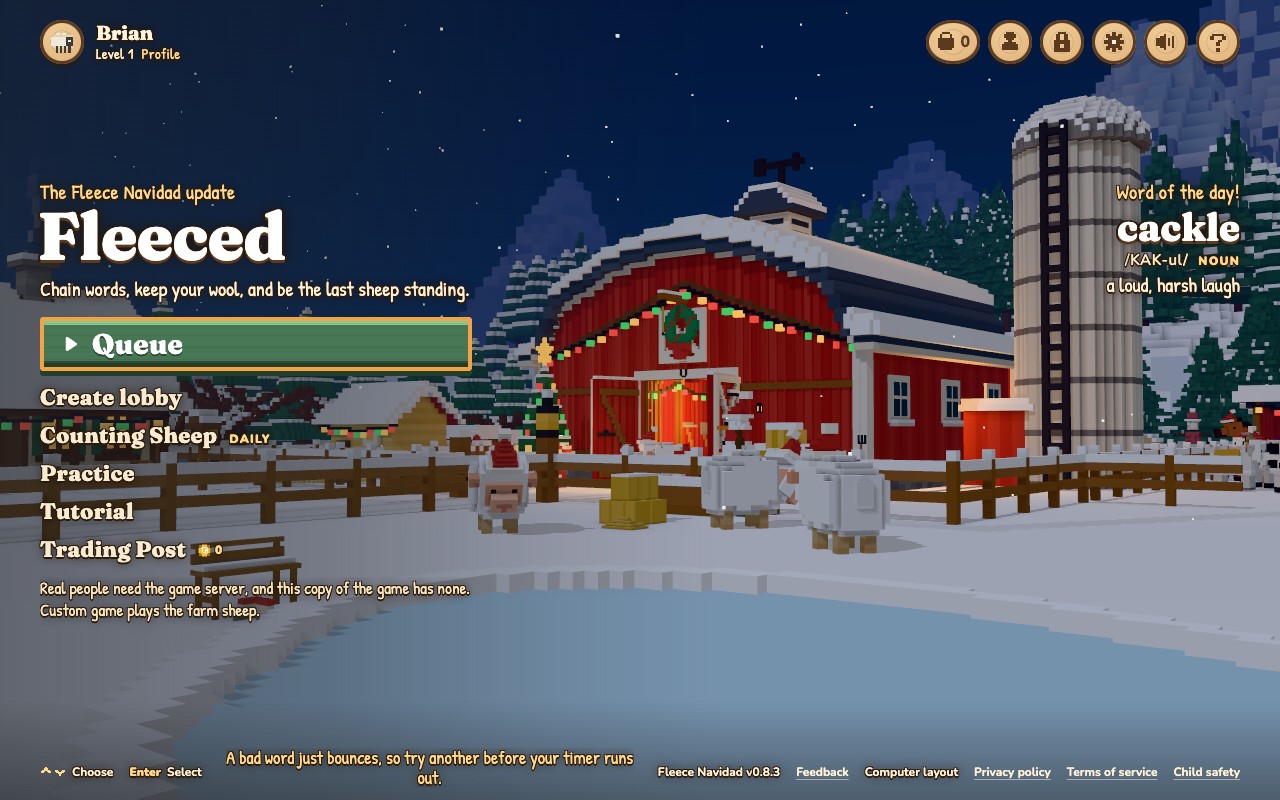 Brian
Level 1 Profile
0
The Fleece Navidad update
Fleeced
Chain words, keep your wool, and be the last sheep standing.
Queue
Create lobby
Counting Sheep DAILY
Practice
Tutorial
Trading Post 0
Real people need the game server, and this copy of the game has none.
Custom game plays the farm sheep.
Word of the day!
cackle
/KAK-ul/ NOUN
a loud, harsh laugh
Choose Enter Select
A bad word just bounces, so try another before your timer runs
out.
Fleece Navidad v0.8.3 Feedback Computer layout Privacy policy Terms of service Child safety